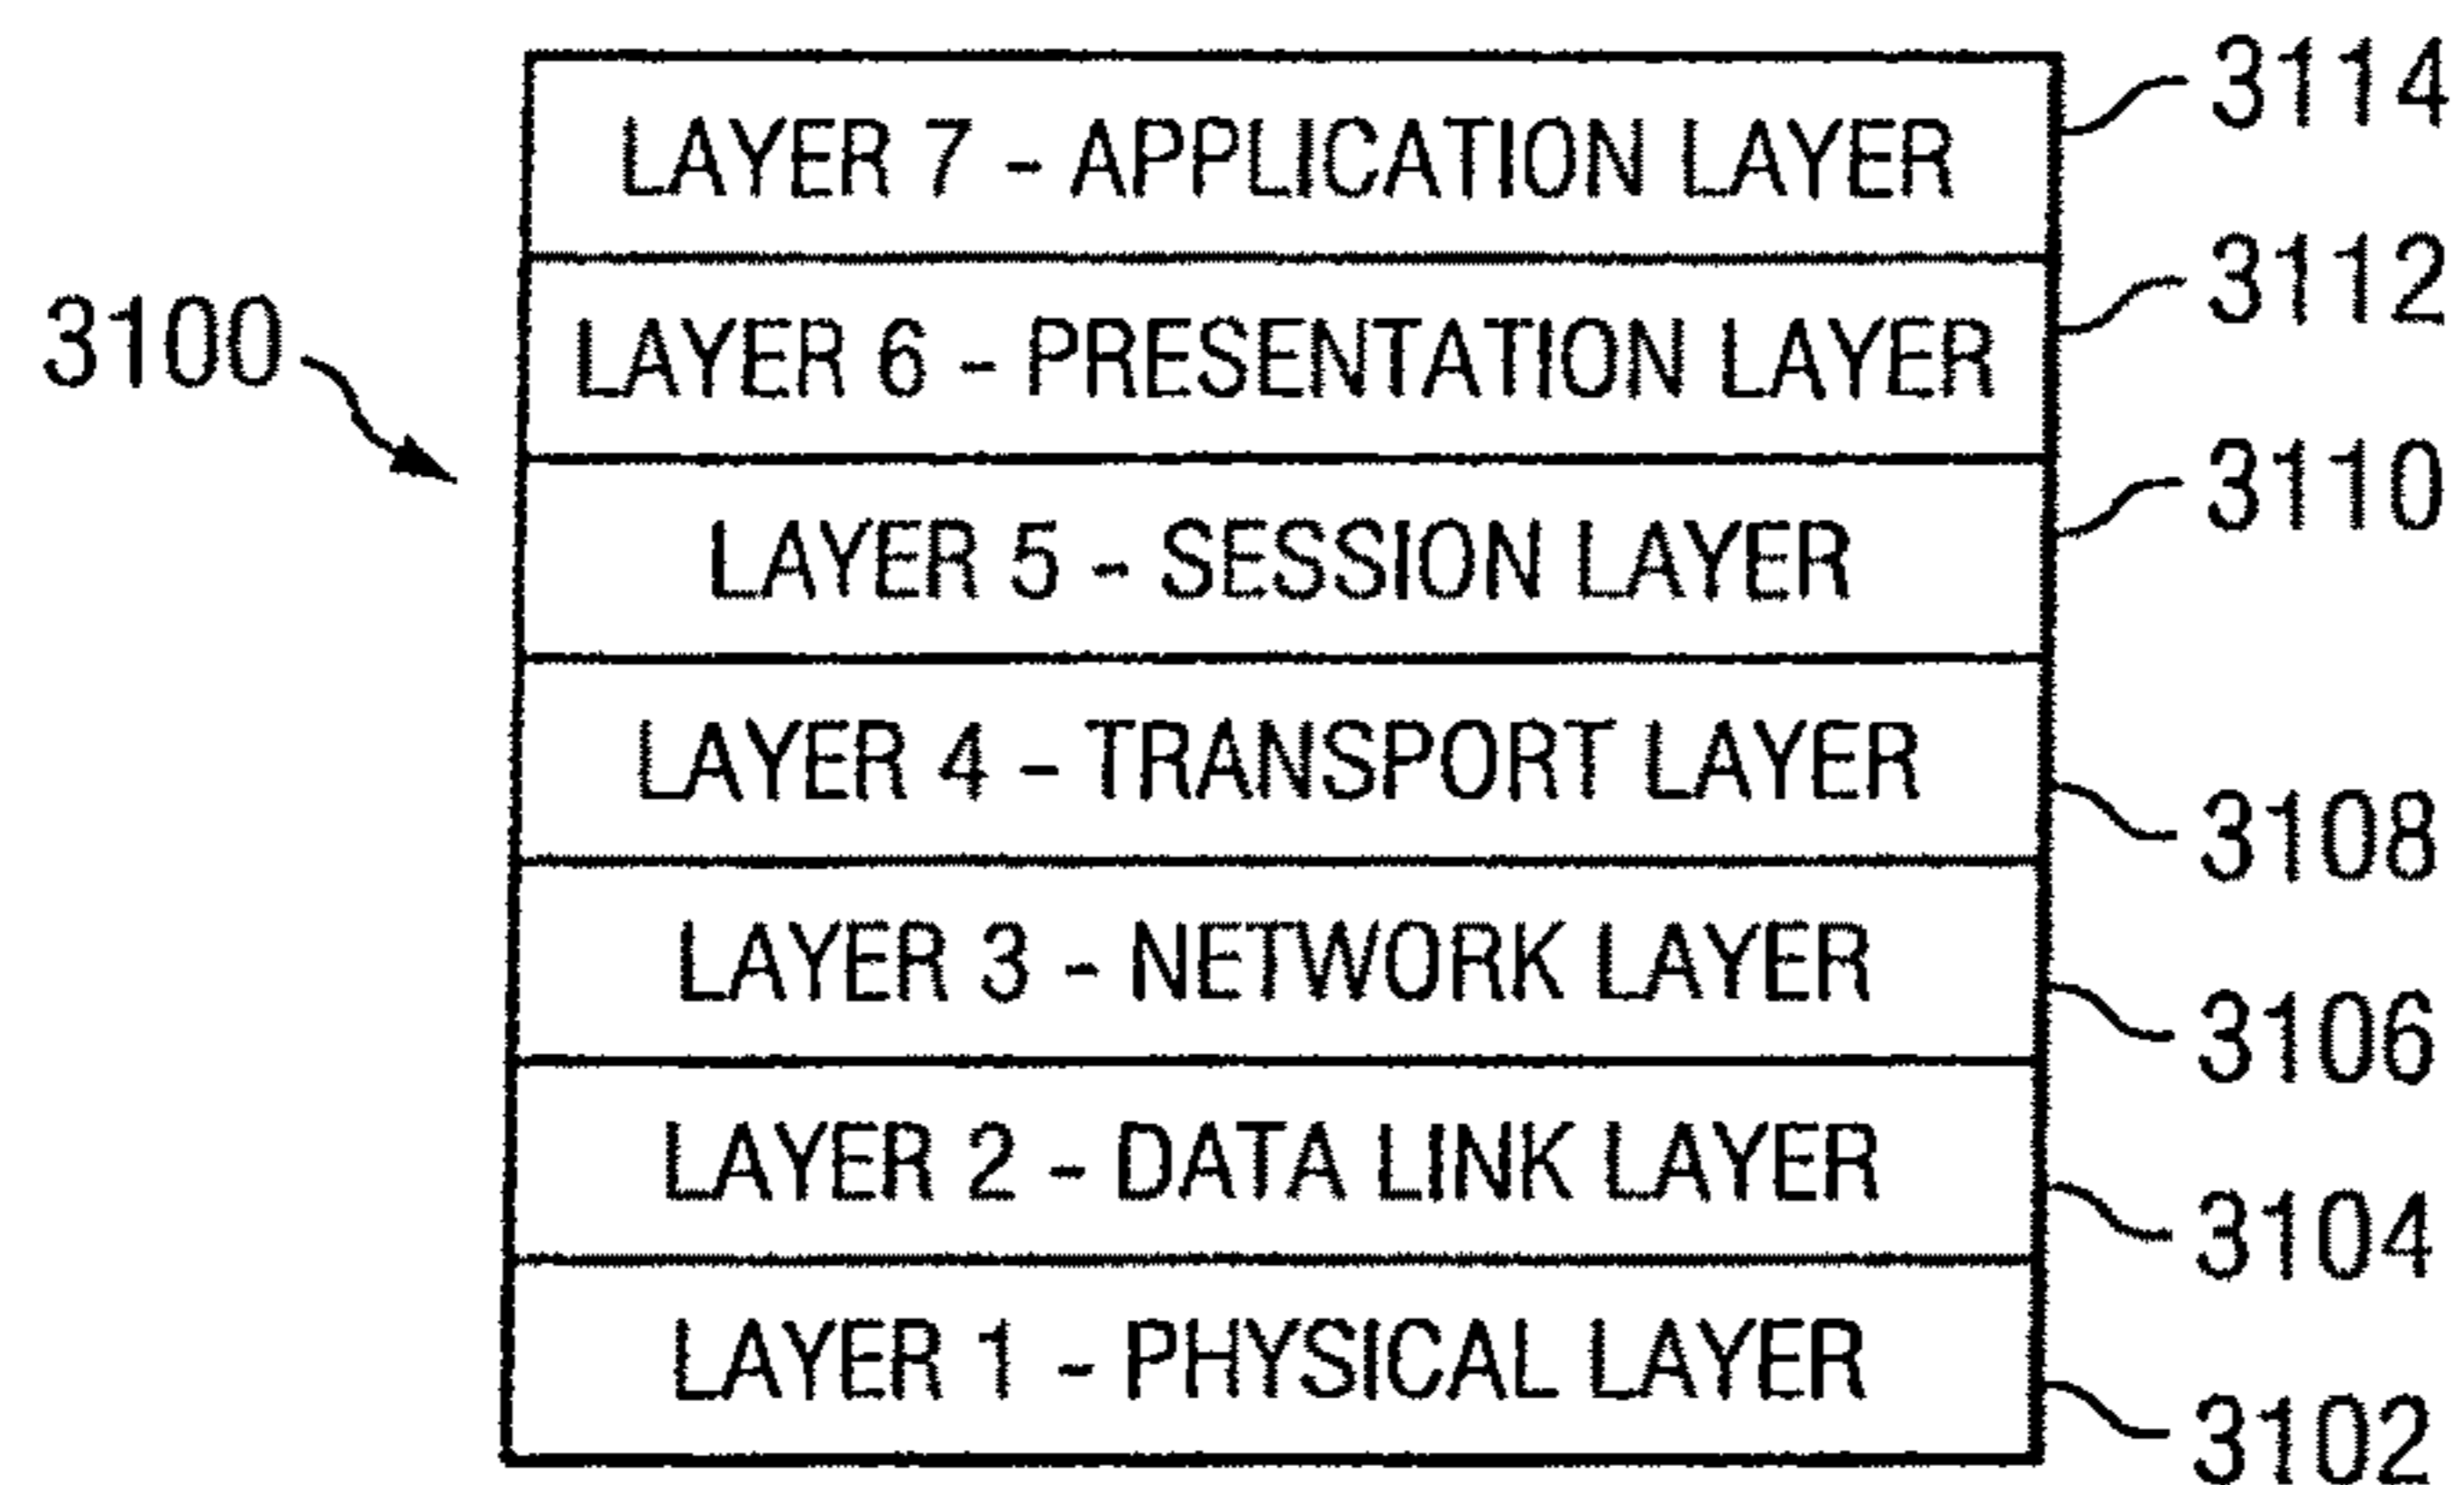 LAYER 7 - APPLICATION LAYER
3114
LAYER 6 - PRESENTATION LAYER
3112
3100
LAYER 5 - SESSION LAYER
3110
LAYER 4 - TRANSPORT LAYER
3108
LAYER 3 - NETWORK LAYER
3106
LAYER 2 - DATA LINK LAYER
3104
LAYER 1 - PHYSICAL LAYER
3102